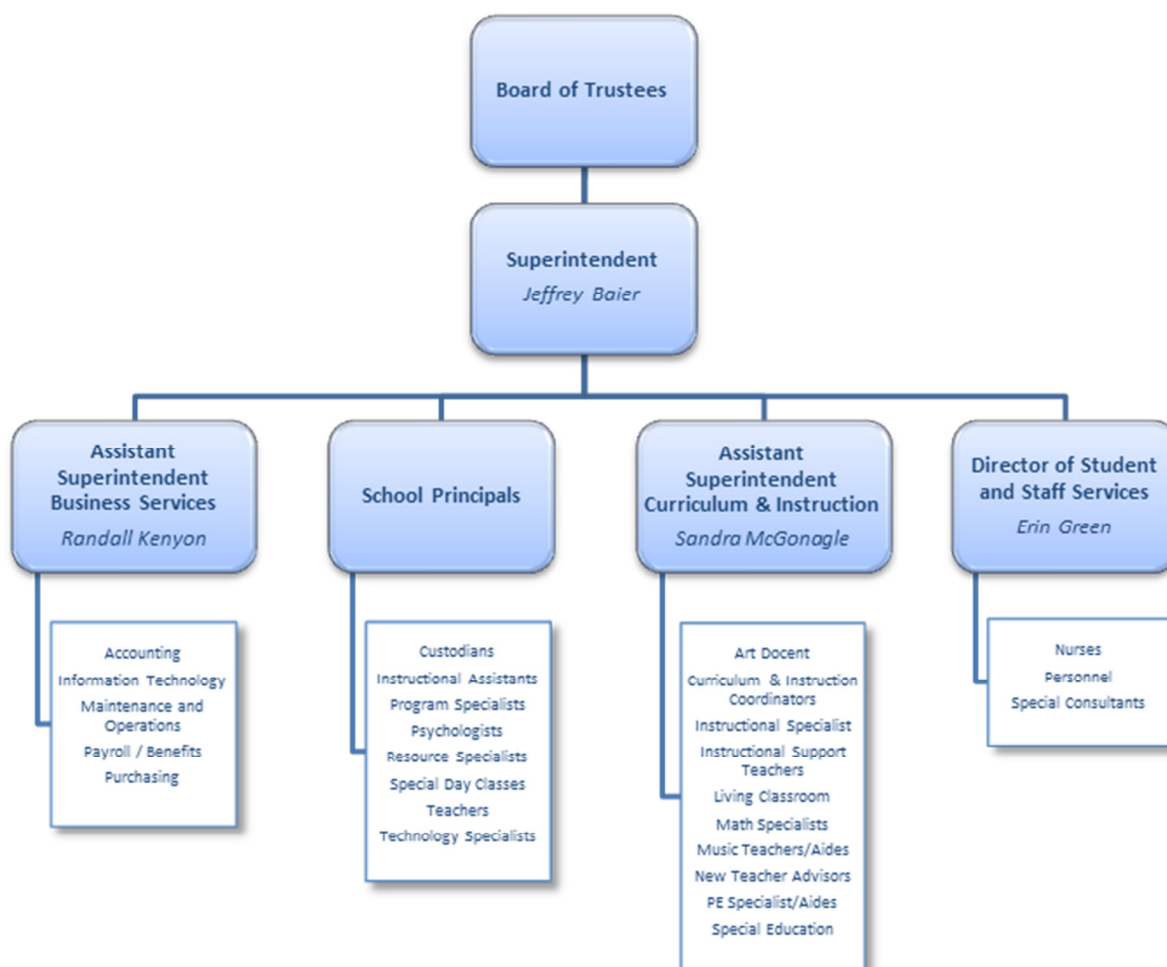 Board of Trustees
Superintendent
Jeffrey Baier
Assistant
Superintendent
Business Services
Randall Kenyon
School Principals
Assistant
Superintendent
Curriculum & Instruction
Sandra McGonagle
Director of Student
and Staff Services
Erin Green
Accounting
Information Technology
Maintenance and
Operations
Payroll / Benefits
Purchasing
Custodians
Instructional Assistants
Program Specialists
Psychologists
Resource Specialists
Special Day Classes
Teachers
Technology Specialists
Art Docent
Curriculum & Instruction
Coordinators
Instructional Specialist
Instructional Support
Teachers
Living Classroom
Math Specialists
Music Teachers/Aides
New Teacher Advisors
PE Specialist/Aides
Special Education
Nurses
Personnel
Special Consultants